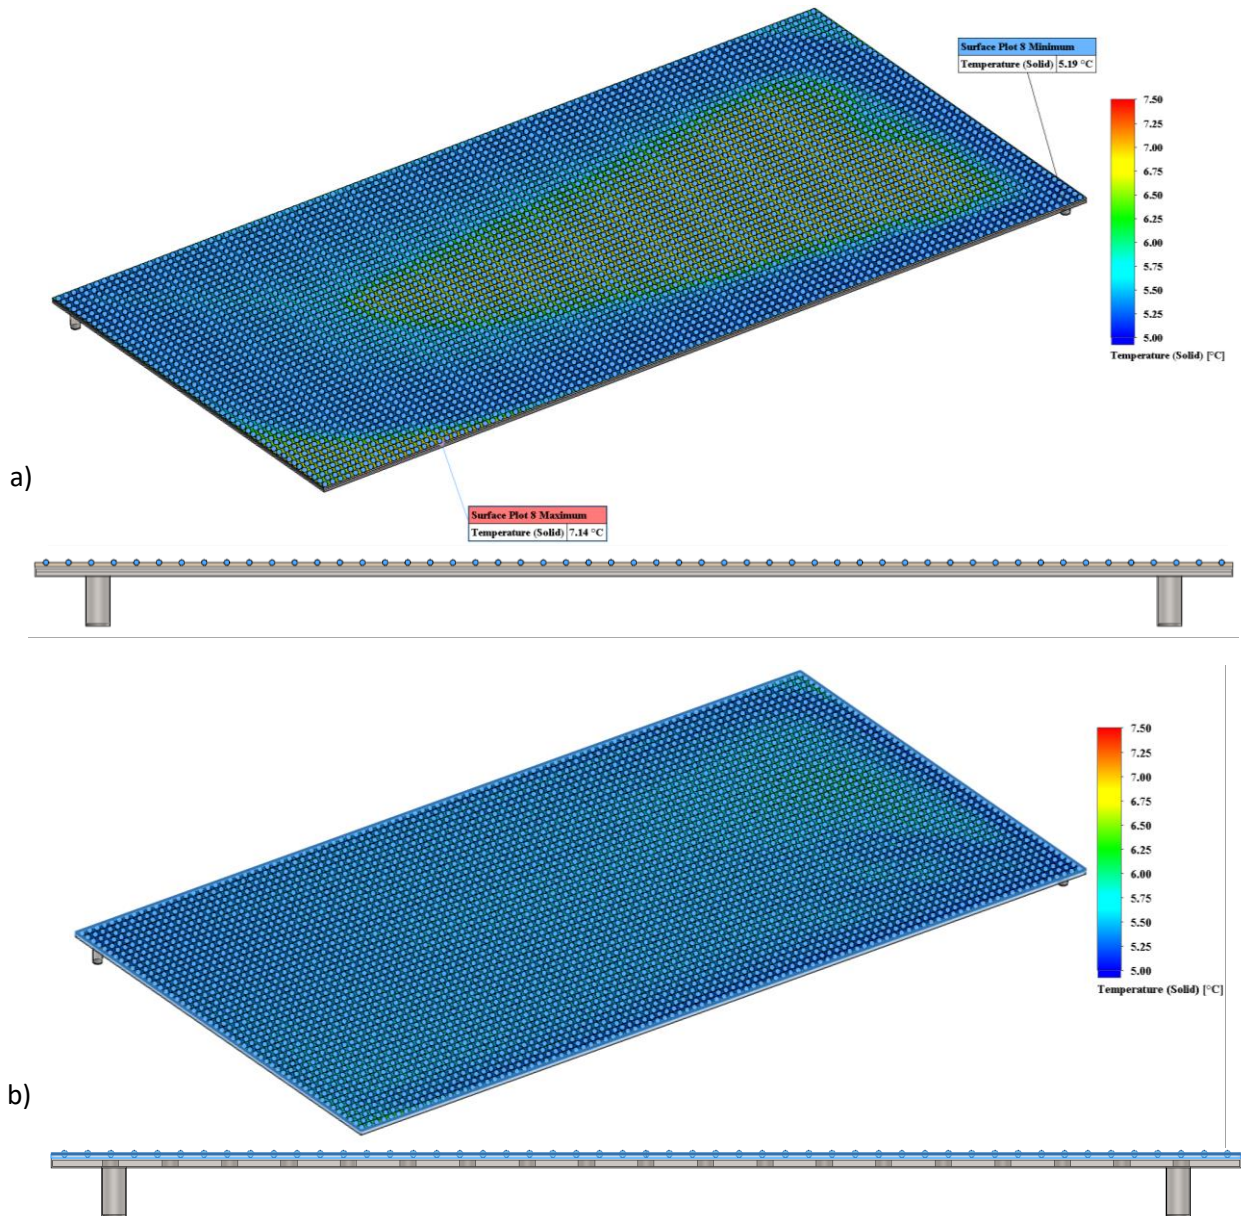 Surface Plot 8 Minimum
Temperature (Solid) 5.19 °C
7.50
7.25
7.00
6.75
6.50
6.25
6.00
5.75
5.50
5.25
5.00
Temperature (Solid) [°C]
a)
Surface Plot 8 Maximum
Temperature (Solid) 7.14 °C
7.50
7.25
7.00
6.75
6.50
6.25
6.00
5.75
5.50
5.25
5.00
Temperature (Solid) [°C]
b)